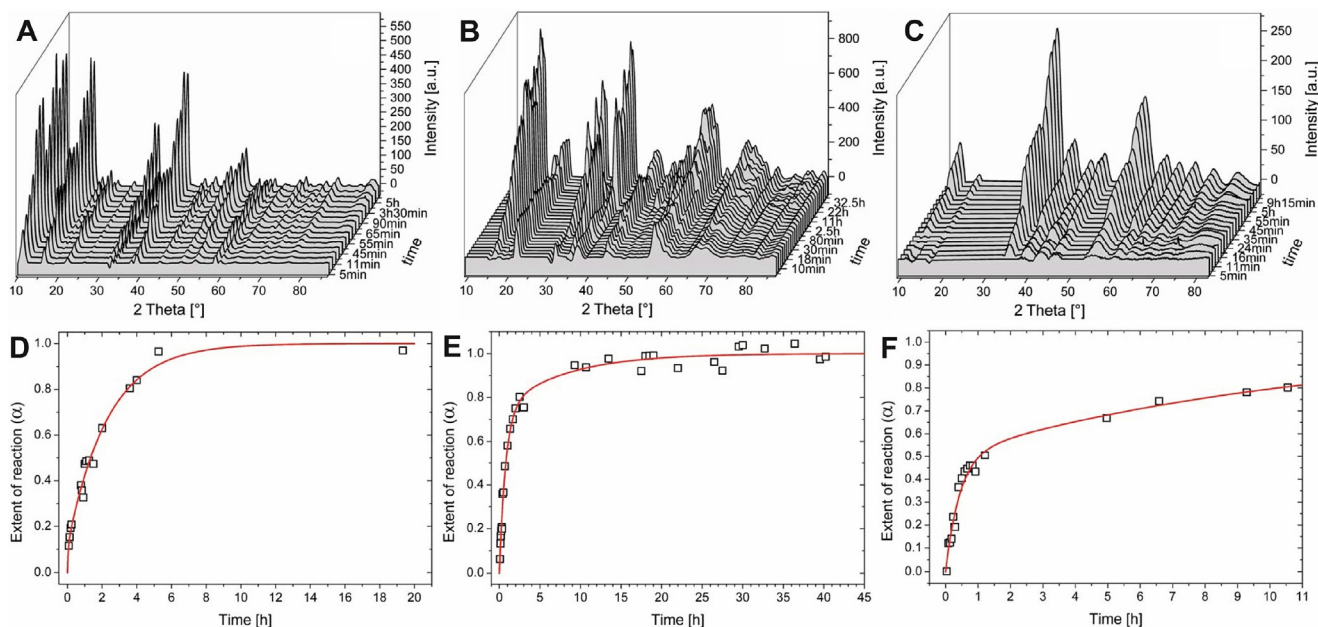 A
550
500
450
400
350
300
250
200
150
100
50
0
Intensity [a.u.]
5h
3h30min
90min
65min
55min
45min
11min
5min
time
10 20 30 40 50 60 70 80
2 Theta [°]
B
800
600
400
200
0
Intensity [a.u.]
32.5h
22h
11h
2.5h
80min
30min
18min
10min
time
10 20 30 40 50 60 70 80
2 Theta [°]
C
250
200
150
100
50
0
Intensity [a.u.]
9h15min
5h
55min
45min
35min
24min
16min
11min
5min
time
10 20 30 40 50 60 70 80
2 Theta [°]
D
Extent of reaction (α)
1.0
0.8
0.6
0.4
0.2
0.0
0 2 4 6 8 10 12 14 16 18 20
Time [h]
E
Extent of reaction (α)
1.0
0.8
0.6
0.4
0.2
0.0
0 5 10 15 20 25 30 35 40 45
Time [h]
F
Extent of reaction (α)
1.0
0.9
0.8
0.7
0.6
0.5
0.4
0.3
0.2
0.1
0.0
0 1 2 3 4 5 6 7 8 9 10 11
Time [h]